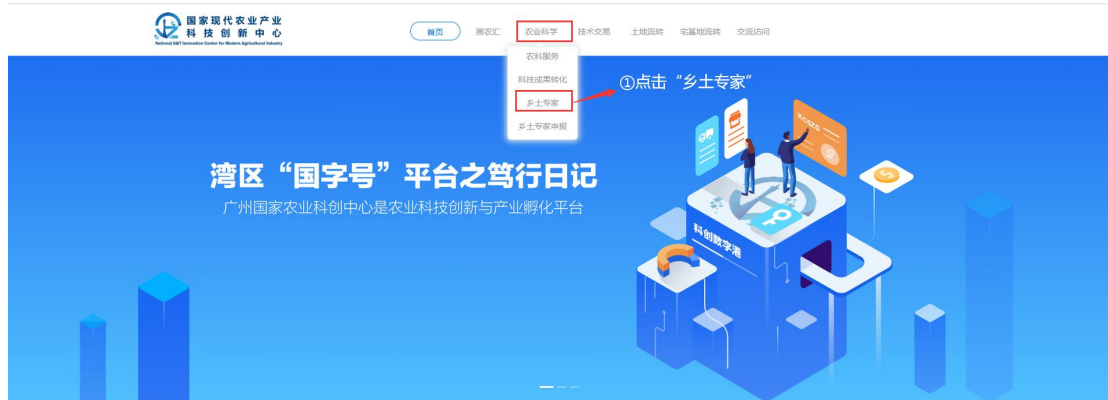 国家现代农业产业
科技创新中心
National S&T Innovation Center for Modern Agricultural Industry
首页 惠农汇 农业科学 技术交易 土地流转 宅基地流转 交流访问
农科服务
科技成果转化
乡土专家
乡土专家申报
①点击“乡土专家”
湾区“国字号”平台之笃行日记
广州国家农业科创中心是农业科技创新与产业孵化平台
KCSZG
科创数字港